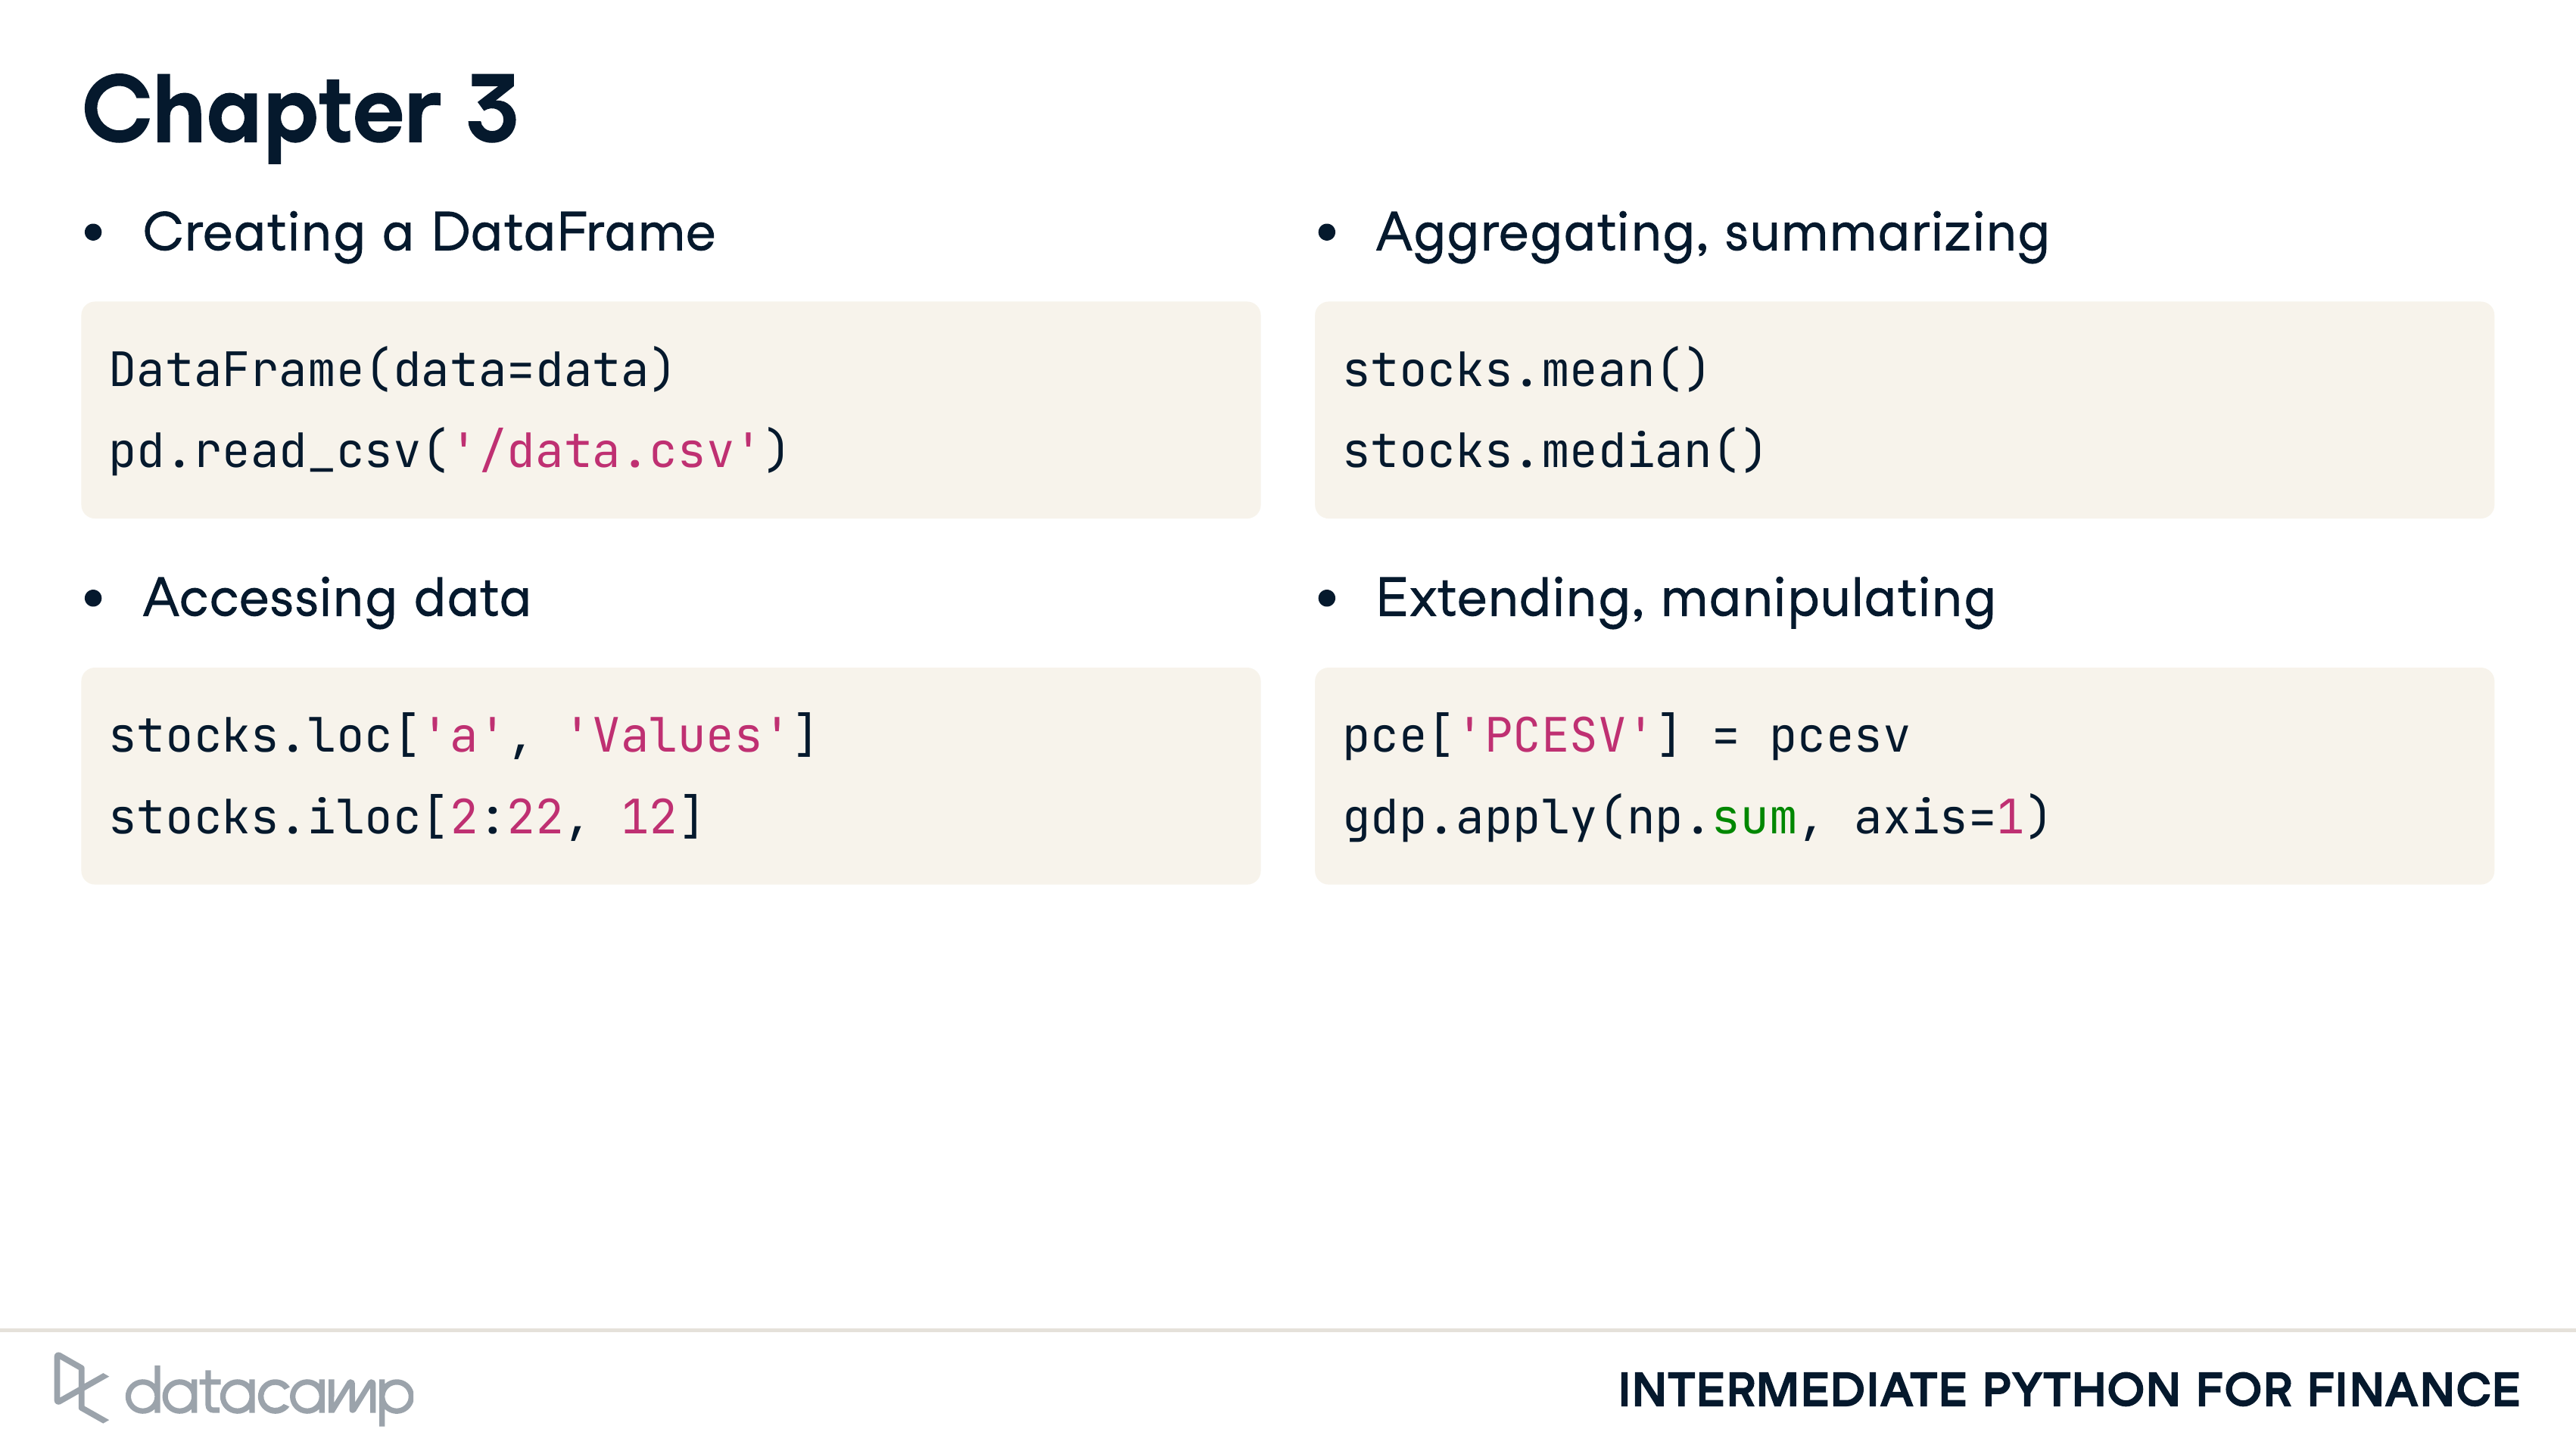 Chapter 3
• Creating a DataFrame
DataFrame(data=data)
pd.read_csv('/data.csv')
• Accessing data
stocks.loc['a', 'Values']
stocks.iloc[2:22, 12]
• Aggregating, summarizing
stocks.mean()
stocks.median()
• Extending, manipulating
pce['PCESV'] = pcesv
gdp.apply(np.sum, axis=1)
datacamp
INTERMEDIATE PYTHON FOR FINANCE